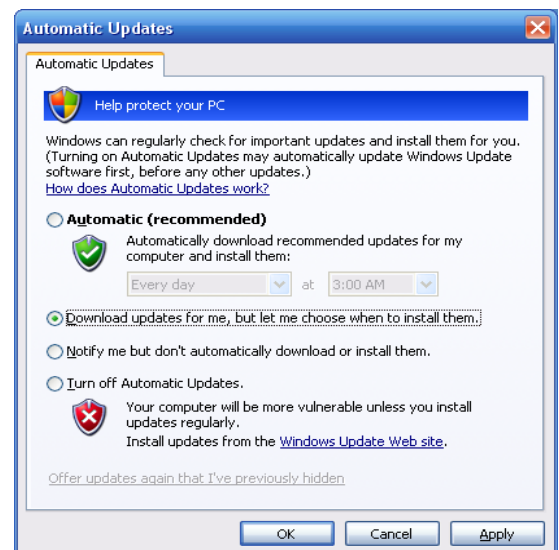 Automatic Updates
Automatic Updates
Help protect your PC
Windows can regularly check for important updates and install them for you.
(Turning on Automatic Updates may automatically update Windows Update
software first, before any other updates.)
How does Automatic Updates work?
Automatic (recommended)
Automatically download recommended updates for my
computer and install them:
Every day at 3:00 AM
Download updates for me, but let me choose when to install them.
Notify me but don't automatically download or install them.
Turn off Automatic Updates.
Your computer will be more vulnerable unless you install
updates regularly.
Install updates from the Windows Update Web site.
Offer updates again that I've previously hidden
OK Cancel Apply